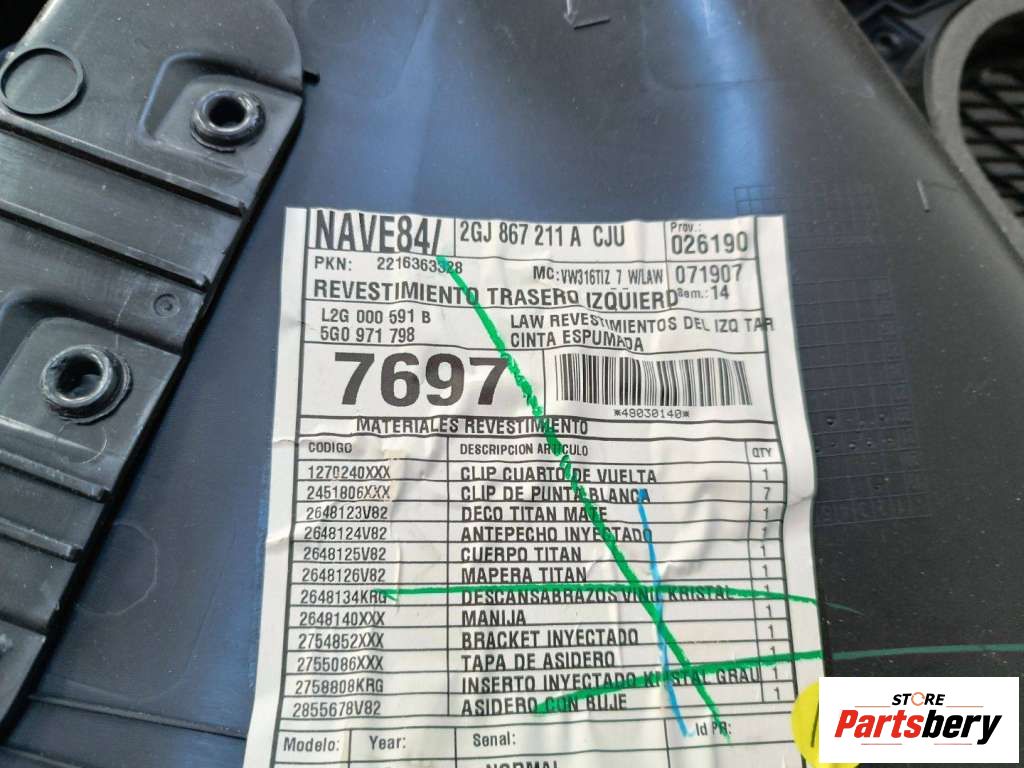 NAVE84/ 2GJ 867 211 A CJU Prov.: 026190
PKN: 2216363328 MC:VW316TIZ 7 W/LAW 071907
REVESTIMIENTO TRASERO IZQUIERD Sem.:14
L2G 000 591 B LAW REVESTIMIENTOS DEL IZQ TAR
5G0 971 798 CINTA ESPUMADA
7697
*49030140*
MATERIALES REVESTIMIENTO
CODIGO DESCRIPCION ARTICULO QTY
1270240XXX CLIP CUARTO DE VUELTA 1
2451806XXX CLIP DE PUNTA BLANCA 7
2648123V82 DECO TITAN MATE 1
2648124V82 ANTEPECHO INYECTADO 1
2648125V82 CUERPO TITAN 1
2648126V82 MAPERA TITAN 1
2648134KRG DESCANSABRAZOS VINIL KRISTAL 1
2648140XXX MANIJA 1
2754852XXX BRACKET INYECTADO 1
2755086XXX TAPA DE ASIDERO 1
2758808KRG INSERTO INYECTADO KRISTAL GRAU 1
2855678V82 ASIDERO CON BUJE 1
Modelo: Year: Senal: Id PR:
NORMAL
STORE
Partsbery